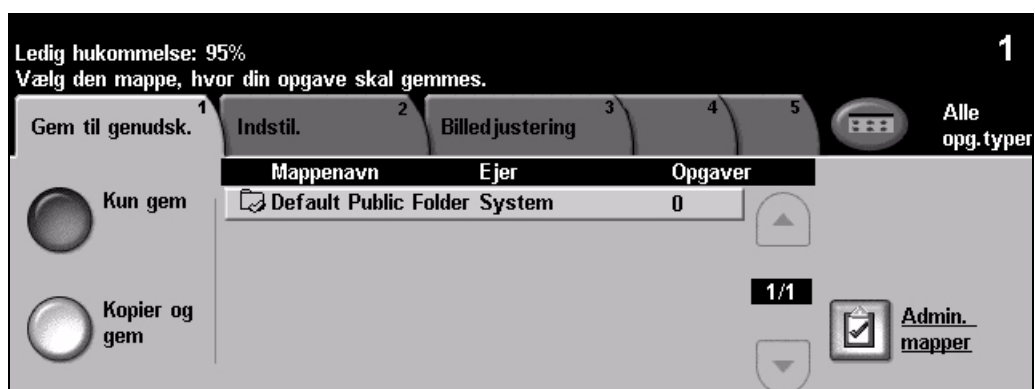 Ledig hukommelse: 95%
1
Vælg den mappe, hvor din opgave skal gemmes.
Gem til genudsk. 1
Indstil. 2
Billedjustering 3
4
5
Alle
opg.typer
Mappenavn Ejer Opgaver
Default Public Folder System 0
Kun gem
1/1
Kopier og
gem
Admin.
mapper